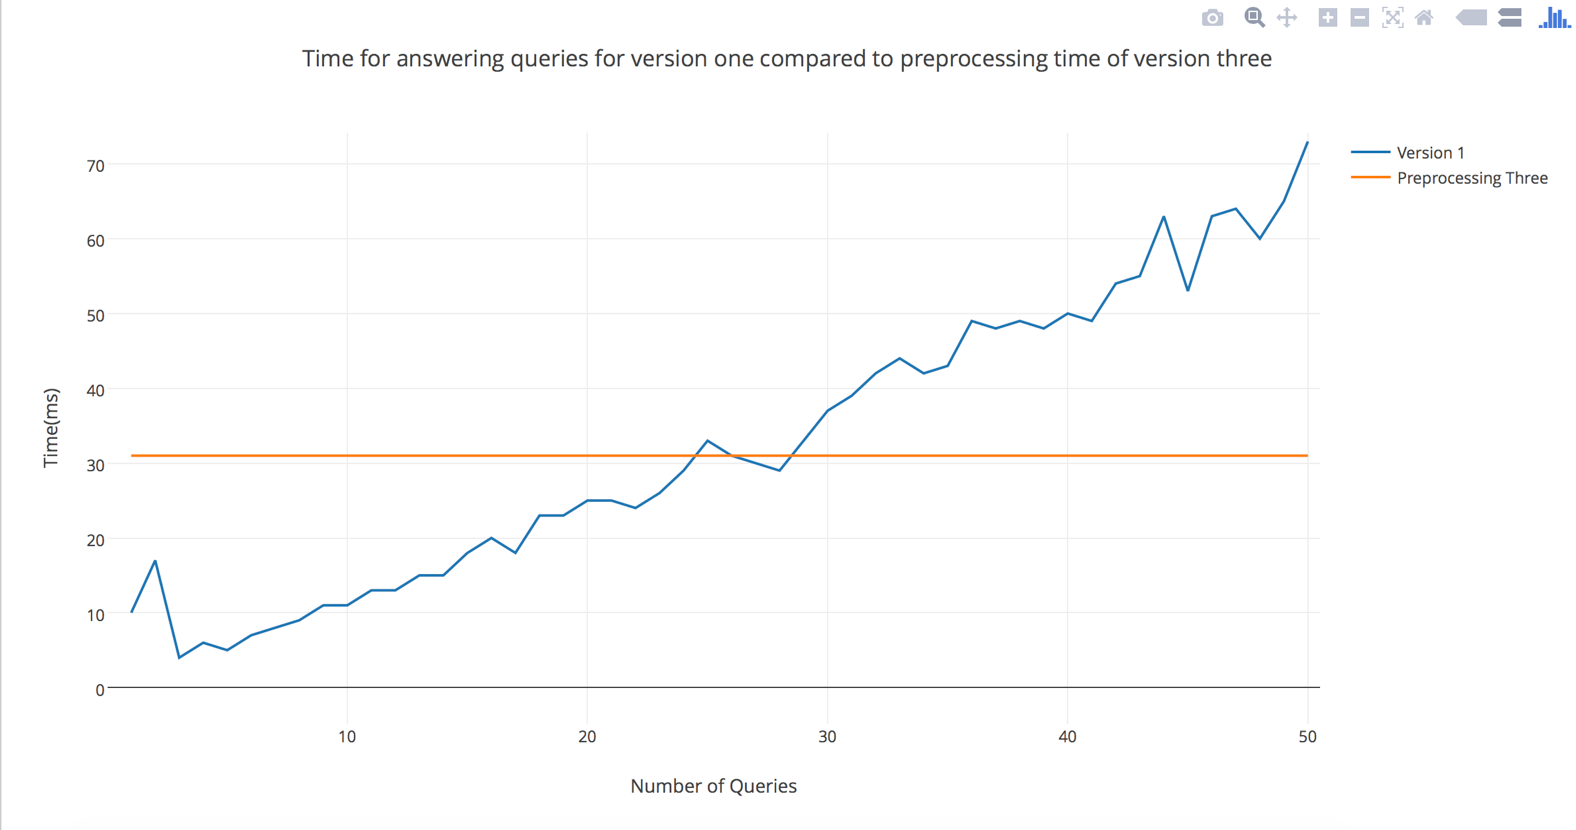 Time for answering queries for version one compared to preprocessing time of version three
Version 1
Preprocessing Three
70
60
50
40
30
20
10
0
Time(ms)
10
20
30
40
50
Number of Queries